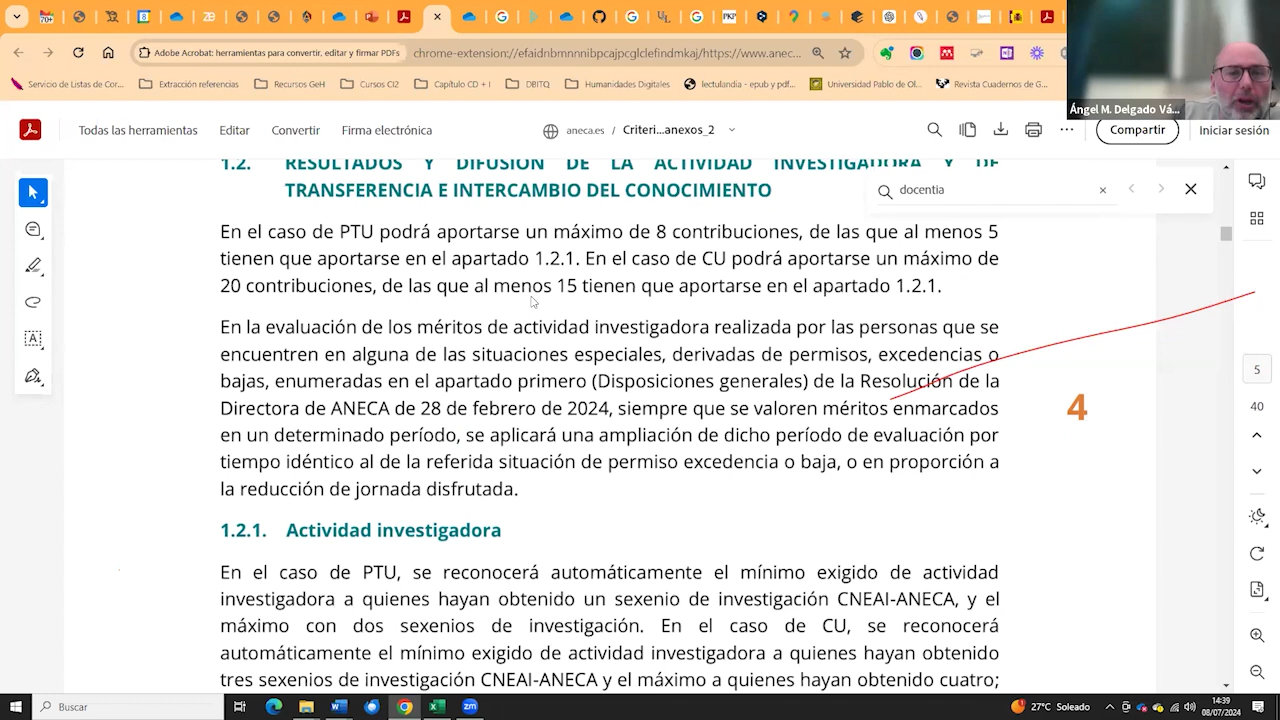 70+
Adobe Acrobat: herramientas para convertir, editar y firmar PDFs
chrome-extension://efaidnbmnnnibpcajpcglclefindmkaj/https://www.anec...
Servicio de Listas de Cor...
Extracción referencias
Recursos GeH
Cursos CI2
Capítulo CD + I
DBITQ
Humanidades Digitales
lectulandia - epub y pdf...
Universidad Pablo de Ol...
Revista Cuadernos de G...
Ángel M. Delgado Vá...
Todas las herramientas
Editar
Convertir
Firma electrónica
aneca.es / Criteri...anexos_2
Compartir
Iniciar sesión
docentia
1.2. RESULTADOS Y DIFUSIÓN DE LA ACTIVIDAD INVESTIGADORA Y DE
TRANSFERENCIA E INTERCAMBIO DEL CONOCIMIENTO
En el caso de PTU podrá aportarse un máximo de 8 contribuciones, de las que al menos 5
tienen que aportarse en el apartado 1.2.1. En el caso de CU podrá aportarse un máximo de
20 contribuciones, de las que al menos 15 tienen que aportarse en el apartado 1.2.1.
En la evaluación de los méritos de actividad investigadora realizada por las personas que se
encuentren en alguna de las situaciones especiales, derivadas de permisos, excedencias o
bajas, enumeradas en el apartado primero (Disposiciones generales) de la Resolución de la
Directora de ANECA de 28 de febrero de 2024, siempre que se valoren méritos enmarcados
en un determinado período, se aplicará una ampliación de dicho período de evaluación por
tiempo idéntico al de la referida situación de permiso excedencia o baja, o en proporción a
la reducción de jornada disfrutada.
4
5
40
1.2.1. Actividad investigadora
En el caso de PTU, se reconocerá automáticamente el mínimo exigido de actividad
investigadora a quienes hayan obtenido un sexenio de investigación CNEAI-ANECA, y el
máximo con dos sexenios de investigación. En el caso de CU, se reconocerá
automáticamente el mínimo exigido de actividad investigadora a quienes hayan obtenido
tres sexenios de investigación CNEAI-ANECA y el máximo a quienes hayan obtenido cuatro;
Buscar
27°C Soleado
14:39
08/07/2024